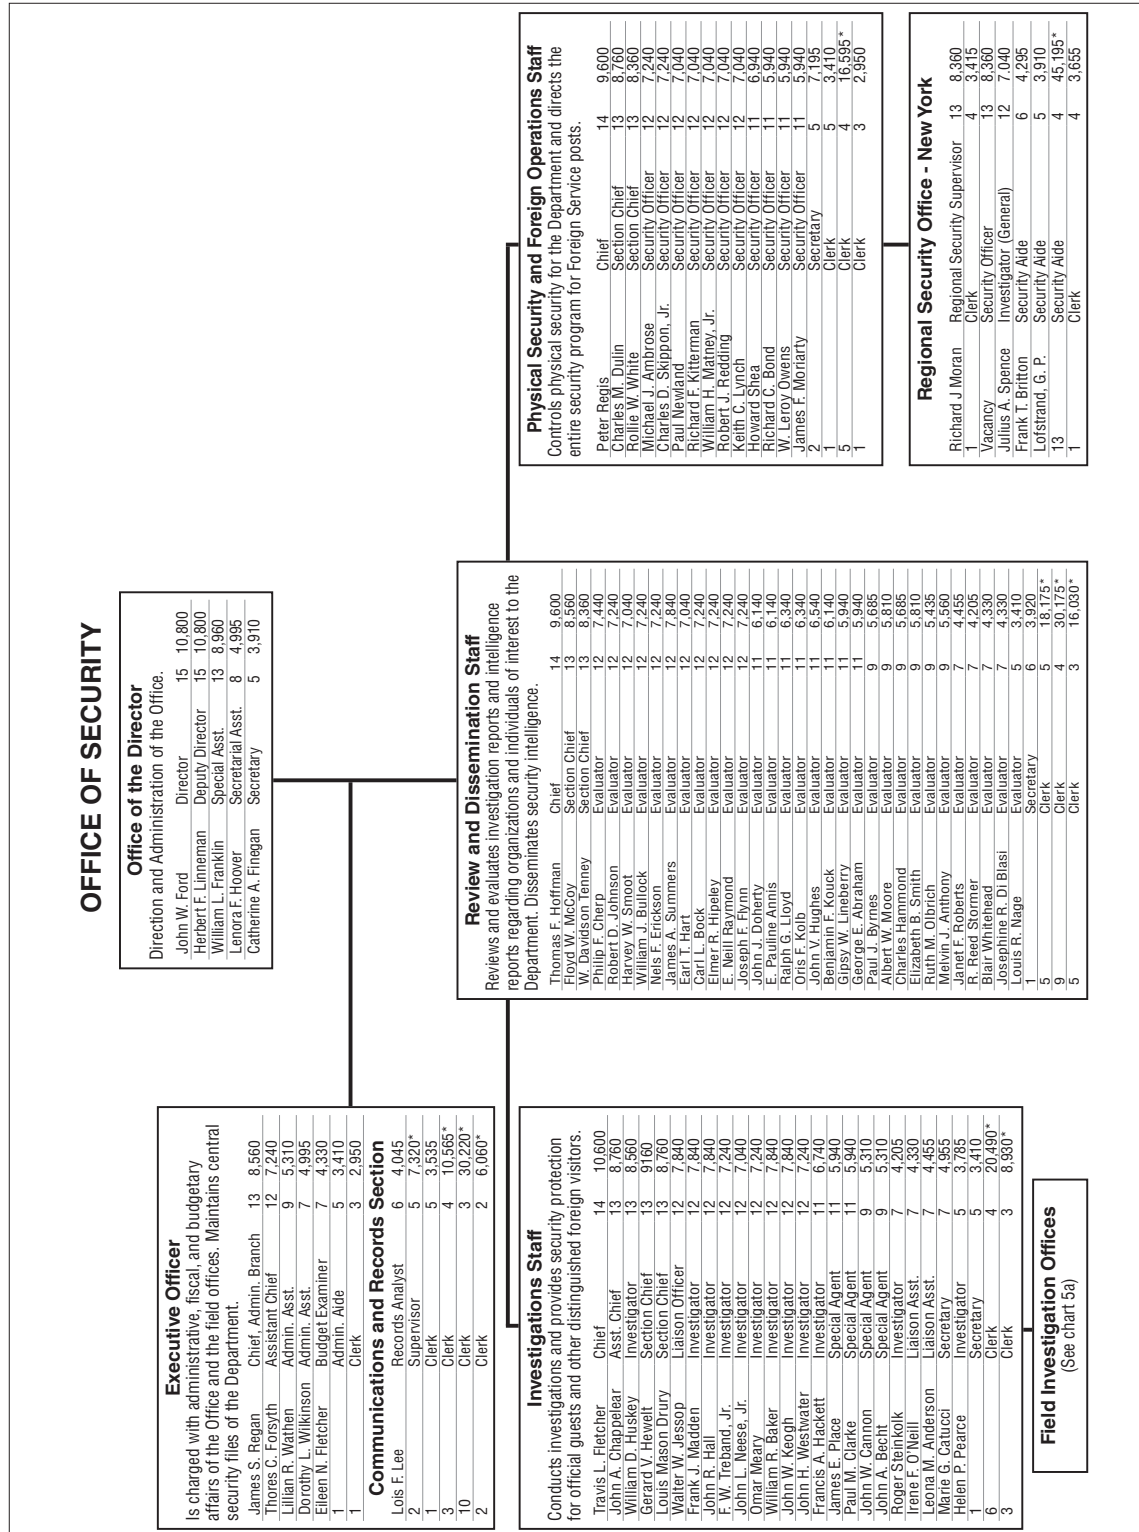 OFFICE OF SECURITY
Office of the Director
Direction and Administration of the Office.
John W. Ford Director 15 10,800
Herbert F. Linneman Deputy Director 15 10,800
William L. Franklin Special Asst. 13 8,960
Lenora F. Hoover Secretarial Asst. 8 4,995
Catherine A. Finegan Secretary 5 3,910
Executive Officer
Is charged with administrative, fiscal, and budgetary
affairs of the Office and the field offices. Maintains central
security files of the Department.
James S. Regan Chief, Admin. Branch 13 8,560
Thores C. Forsyth Assistant Chief 12 7,240
Lillian R. Wathen Admin. Asst. 9 5,310
Dorothy L. Wilkinson Admin. Asst. 7 4,995
Eileen N. Fletcher Budget Examiner 7 4,330
1 Admin. Aide 5 3,410
1 Clerk 3 2,950
Communications and Records Section
Lois F. Lee Records Analyst 6 4,045
2 Supervisor 5 7,320*
1 Clerk 5 3,535
3 Clerk 4 10,565*
10 Clerk 3 30,220*
2 Clerk 2 6,060*
Investigations Staff
Conducts investigations and provides security protection
for official guests and other distinguished foreign visitors.
Travis L. Fletcher Chief 14 10,600
John A. Chappelear Asst. Chief 13 8,760
William D. Huskey Investigator 13 8,560
Gerard V. Hewelt Section Chief 13 9160
Louis Mason Drury Section Chief 13 8,760
Walter W. Jessop Liaison Officer 12 7,840
Frank J. Madden Investigator 12 7,840
John R. Hall Investigator 12 7,840
F. W. Treband, Jr. Investigator 12 7,240
John L. Neese, Jr. Investigator 12 7,040
Omar Meary Investigator 12 7,240
William R. Baker Investigator 12 7,840
John W. Keogh Investigator 12 7,840
John H. Westwater Investigator 12 7,240
Francis A. Hackett Investigator 11 6,740
James E. Place Special Agent 11 5,940
Paul M. Clarke Special Agent 11 5,940
John W. Cannon Special Agent 9 5,310
John A. Becht Special Agent 9 5,310
Roger Steinkolk Investigator 7 4,205
Irene F. O'Neill Liaison Asst. 7 4,330
Leona M. Anderson Liaison Asst. 7 4,455
Marie G. Catucci Secretary 7 4,955
Helen P. Pearce Investigator 5 3,785
1 Secretary 5 3,410
6 Clerk 4 20,490*
3 Clerk 3 8,930*
Field Investigation Offices
(See chart 5a)
Review and Dissemination Staff
Reviews and evaluates investigation reports and intelligence
reports regarding organizations and individuals of interest to the
Department. Disseminates security intelligence.
Thomas F. Hoffman Chief 14 9,600
Floyd W. McCoy Section Chief 13 8,560
W. Davidson Tenney Section Chief 13 8,360
Philip F. Cherp Evaluator 12 7,440
Robert D. Johnson Evaluator 12 7,240
Harvey W. Smoot Evaluator 12 7,040
William J. Bullock Evaluator 12 7,240
Nels F. Erickson Evaluator 12 7,240
James A. Summers Evaluator 12 7,840
Earl T. Hart Evaluator 12 7,040
Carl L. Bock Evaluator 12 7,240
Elmer R. Hipeley Evaluator 12 7,240
E. Neill Raymond Evaluator 12 7,240
Joseph F. Flynn Evaluator 12 7,240
John J. Doherty Evaluator 11 6,140
E. Pauline Annis Evaluator 11 6,140
Ralph G. Lloyd Evaluator 11 6,340
Oris F. Kolb Evaluator 11 6,340
John V. Hughes Evaluator 11 6,540
Benjamin F. Kouck Evaluator 11 6,140
Gipsy W. Lineberry Evaluator 11 5,940
George E. Abraham Evaluator 11 5,940
Paul J. Byrnes Evaluator 9 5,685
Albert W. Moore Evaluator 9 5,810
Charles Hammond Evaluator 9 5,685
Elizabeth B. Smith Evaluator 9 5,810
Ruth M. Olbrich Evaluator 9 5,435
Melvin J. Anthony Evaluator 9 5,560
Janet F. Roberts Evaluator 7 4,455
R. Reed Stormer Evaluator 7 4,205
Blair Whitehead Evaluator 7 4,330
Josephine R. Di Biasi Evaluator 7 4,330
Louis R. Nage Evaluator 5 3,410
1 Secretary 6 3,920
5 Clerk 5 18,175*
9 Clerk 4 30,175*
5 Clerk 3 16,030*
Physical Security and Foreign Operations Staff
Controls physical security for the Department and directs the
entire security program for Foreign Service posts.
Peter Regis Chief 14 9,600
Charles M. Dulin Section Chief 13 8,760
Rollie W. White Section Chief 13 8,360
Michael J. Ambrose Security Officer 12 7,240
Charles D. Skippon, Jr. Security Officer 12 7,240
Paul Newland Security Officer 12 7,040
Richard F. Kitterman Security Officer 12 7,040
William H. Matney, Jr. Security Officer 12 7,040
Robert J. Redding Security Officer 12 7,040
Keith C. Lynch Security Officer 12 7,040
Howard Shea Security Officer 11 6,940
Richard C. Bond Security Officer 11 5,940
W. Leroy Owens Security Officer 11 5,940
James F. Moriarty Security Officer 11 5,940
2 Secretary 5 7,195
1 Clerk 5 3,410
5 Clerk 4 16,595*
1 Clerk 3 2,950
Regional Security Office - New York
Richard J Moran Regional Security Supervisor 13 8,360
1 Clerk 4 3,415
Vacancy Security Officer 13 8,360
Julius A. Spence Investigator (General) 12 7,040
Frank T. Britton Security Aide 6 4,295
Lofstrand, G. P. Security Aide 5 3,910
13 Security Aide 4 45,195*
1 Clerk 4 3,655